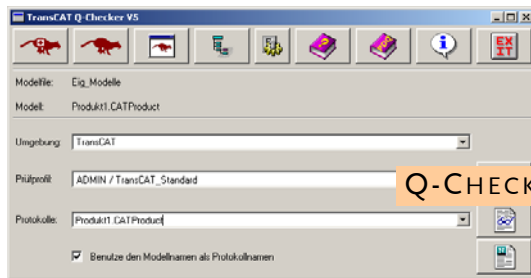 TransCAT Q-Checker V5
EXIT
Modelfile: Eig_Modelle
Modell: Produkt1.CATProduct
Umgebung: TransCAT
Prüfprofil: ADMIN / TransCAT_Standard
Q-CHECK
Protokolle: Produkt1.CATProduct
Benutze den Modellnamen als Protokollnamen